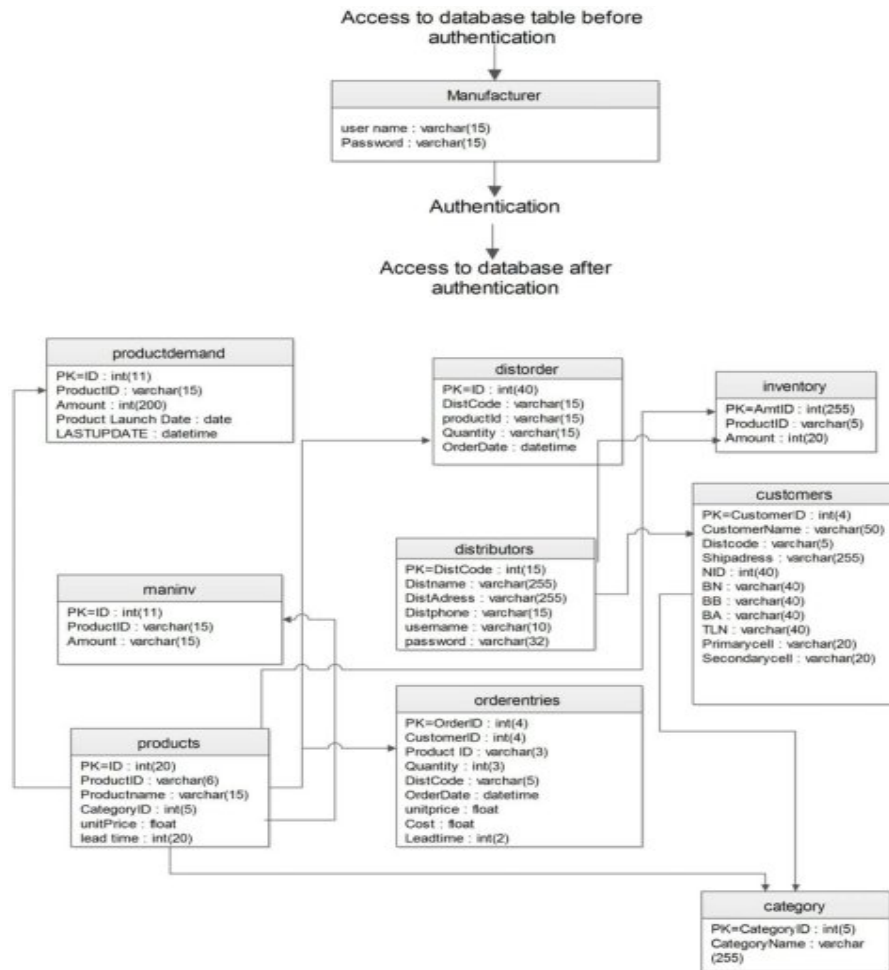 Access to database table before
authentication
Manufacturer
user name : varchar(15)
Password : varchar(15)
Authentication
Access to database after
authentication
productdemand
PK=ID : int(11)
ProductID : varchar(15)
Amount : int(200)
Product Launch Date : date
LASTUPDATE : datetime
distorder
PK=ID : int(40)
DistCode : varchar(15)
productId : varchar(15)
Quantity : varchar(15)
OrderDate : datetime
inventory
PK=AmtID : int(255)
ProductID : varchar(5)
Amount : int(20)
customers
PK=CustomerID : int(4)
CustomerName : varchar(50)
Distcode : varchar(5)
Shipadress : varchar(255)
NID : int(40)
BN : varchar(40)
BB : varchar(40)
BA : varchar(40)
TLN : varchar(40)
Primarycell : varchar(20)
Secondarycell : varchar(20)
distributors
PK=DistCode : int(15)
Distname : varchar(255)
DistAdress : varchar(255)
Distphone : varchar(15)
username : varchar(10)
password : varchar(32)
maninv
PK=ID : int(11)
ProductID : varchar(15)
Amount : varchar(15)
orderentries
PK=OrderID : int(4)
CustomerID : int(4)
Product ID : varchar(3)
Quantity : int(3)
DistCode : varchar(5)
OrderDate : datetime
unitprice : float
Cost : float
Leadtime : int(2)
products
PK=ID : int(20)
ProductID : varchar(6)
Productname : varchar(15)
CategoryID : int(5)
unitPrice : float
lead time : int(20)
category
PK=CategoryID : int(5)
CategoryName : varchar
(255)